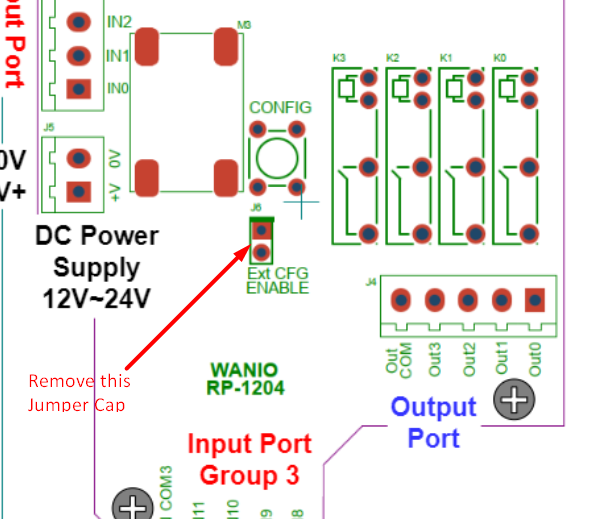 ut Port
IN2
IN1
IN0
M3
K3
K2
K1
K0
CONFIG
J5
0V
+V
0V
V+
J6
DC Power
Supply
12V~24V
Ext CFG
ENABLE
J4
Out
COM
Out3
Out2
Out1
Out0
Remove this
Jumper Cap
WANIO
RP-1204
Output
Port
Input Port
Group 3
COM3
I11
I10
I9
I8